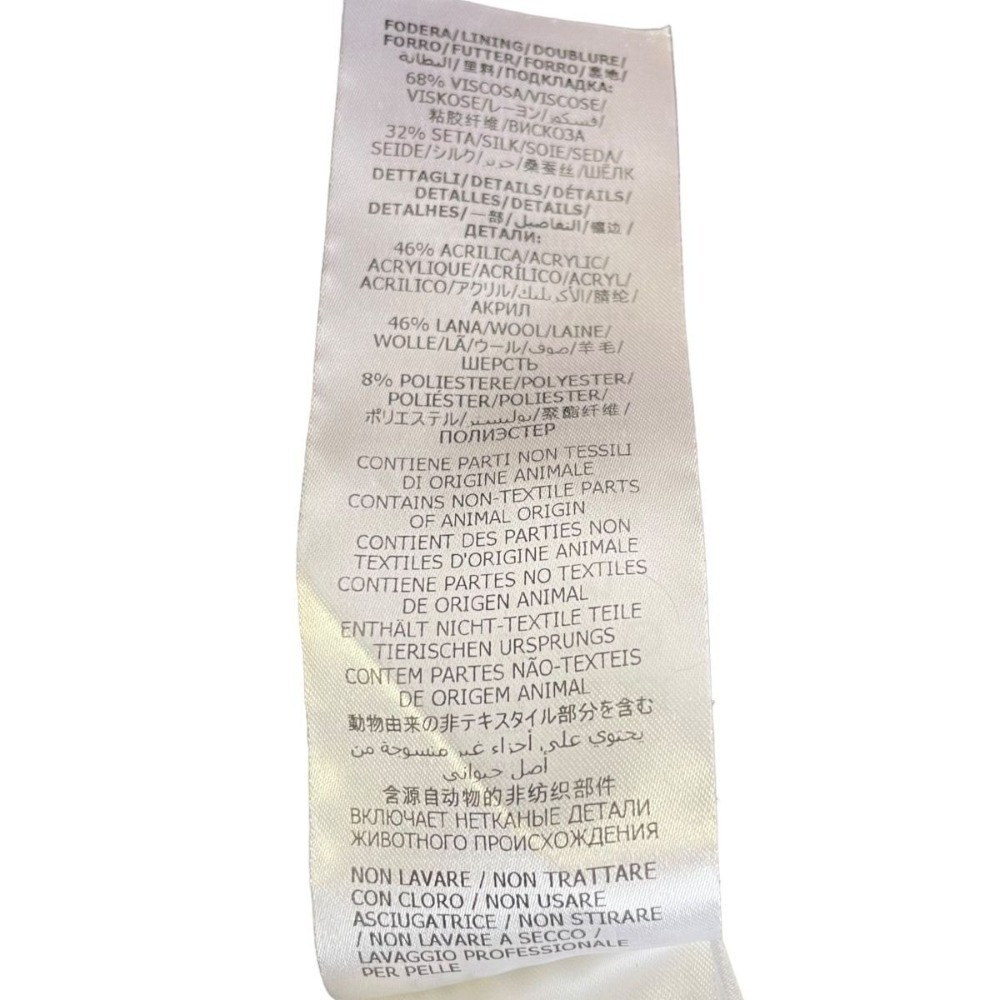 FODERA/LINING/DOUBLURE/
FORRO/FUTTER/FORRO/裏地/
البطانة/里料/ПОДКЛАДКА:
68% VISCOSA/VISCOSE/
VISKOSE/レーヨン/فسكه/
粘胶纤维/ВИСКОЗА
32% SETA/SILK/SOIE/SEDA/
SEIDE/シルク/حرير/桑蚕丝/ШЁЛК
DETTAGLI/DETAILS/DÉTAILS/
DETALLES/DETAILS/
DETALHES/一部/التفاصيل/镶边/
ДЕТАЛИ:
46% ACRILICA/ACRYLIC/
ACRYLIQUE/ACRÍLICO/ACRYL/
ACRILICO/アクリル/الأكريليك/腈纶/
АКРИЛ
46% LANA/WOOL/LAINE/
WOLLE/LÃ/ウール/صوف/羊毛/
ШЕРСТЬ
8% POLIESTERE/POLYESTER/
POLIÉSTER/POLIESTER/
ポリエステル/بوليستر/聚酯纤维/
ПОЛИЭСТЕР
CONTIENE PARTI NON TESSILI
DI ORIGINE ANIMALE
CONTAINS NON-TEXTILE PARTS
OF ANIMAL ORIGIN
CONTIENT DES PARTIES NON
TEXTILES D'ORIGINE ANIMALE
CONTIENE PARTES NO TEXTILES
DE ORIGEN ANIMAL
ENTHÄLT NICHT-TEXTILE TEILE
TIERISCHEN URSPRUNGS
CONTEM PARTES NÃO-TEXTEIS
DE ORIGEM ANIMAL
動物由来の非テキスタイル部分を含む
يحتوي على أجزاء غير منسوجة من
أصل حيواني
含源自动物的非纺织部件
ВКЛЮЧАЕТ НЕТКАНЫЕ ДЕТАЛИ
ЖИВОТНОГО ПРОИСХОЖДЕНИЯ
NON LAVARE / NON TRATTARE
CON CLORO / NON USARE
ASCIUGATRICE / NON STIRARE
/ NON LAVARE A SECCO /
LAVAGGIO PROFESSIONALE
PER PELLE